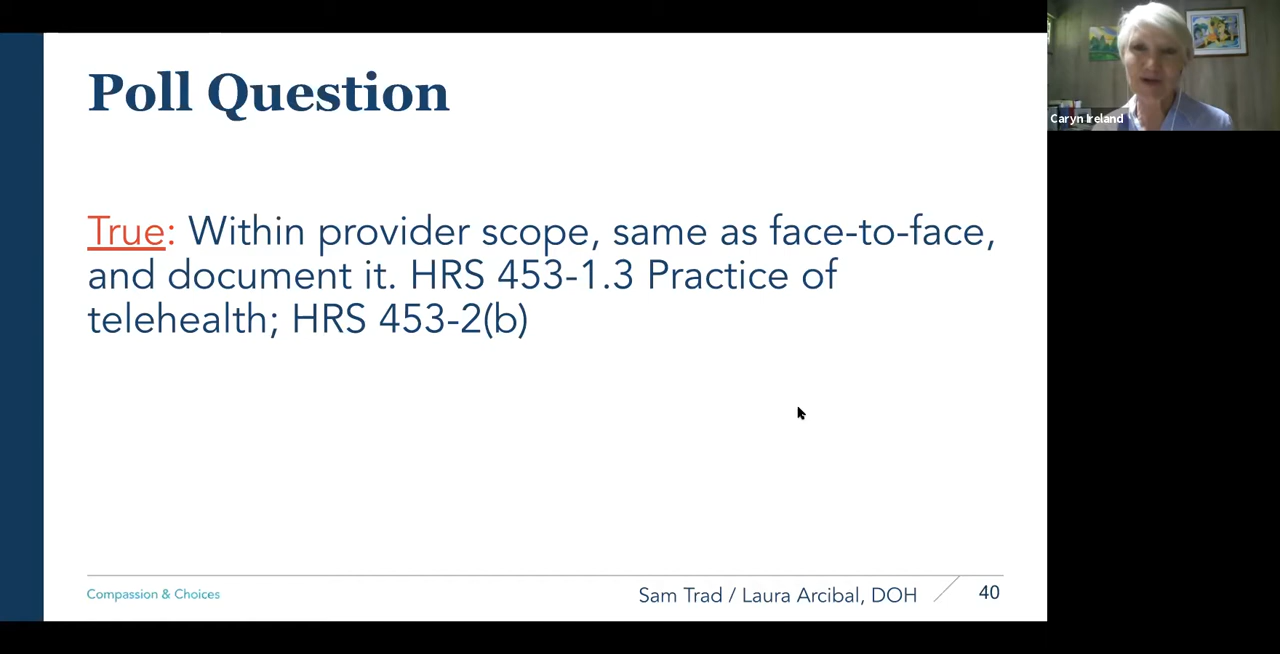 Poll Question
True: Within provider scope, same as face-to-face,
and document it. HRS 453-1.3 Practice of
telehealth; HRS 453-2(b)
Compassion & Choices
Sam Trad / Laura Arcibal, DOH
40
Caryn Ireland